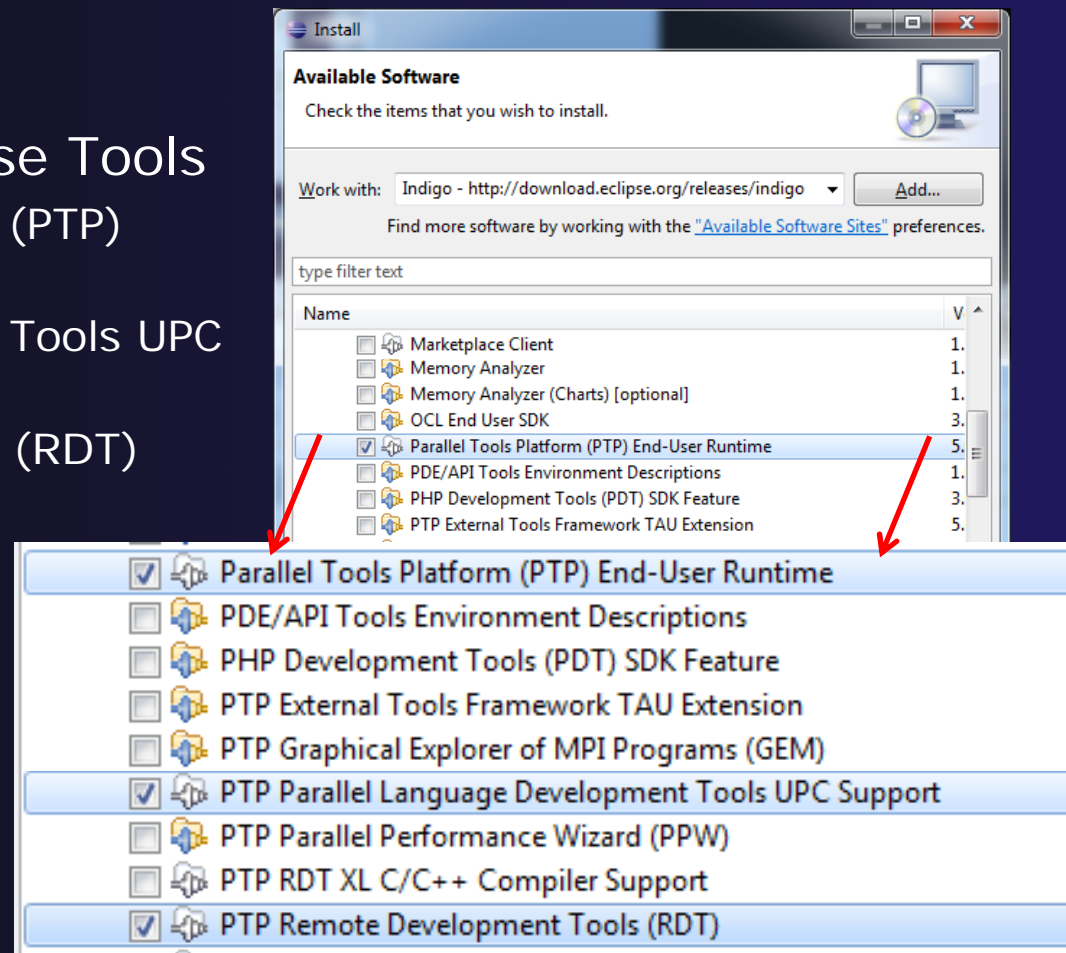 se Tools
(PTP)
Tools UPC
(RDT)
Install
Available Software
Check the items that you wish to install.
Work with: Indigo - http://download.eclipse.org/releases/indigo Add...
Find more software by working with the "Available Software Sites" preferences.
type filter text
Name V
Marketplace Client 1.
Memory Analyzer 1.
Memory Analyzer (Charts) [optional] 1.
OCL End User SDK 3.
Parallel Tools Platform (PTP) End-User Runtime 5.
PDE/API Tools Environment Descriptions 1.
PHP Development Tools (PDT) SDK Feature 3.
PTP External Tools Framework TAU Extension 5.
Parallel Tools Platform (PTP) End-User Runtime
PDE/API Tools Environment Descriptions
PHP Development Tools (PDT) SDK Feature
PTP External Tools Framework TAU Extension
PTP Graphical Explorer of MPI Programs (GEM)
PTP Parallel Language Development Tools UPC Support
PTP Parallel Performance Wizard (PPW)
PTP RDT XL C/C++ Compiler Support
PTP Remote Development Tools (RDT)